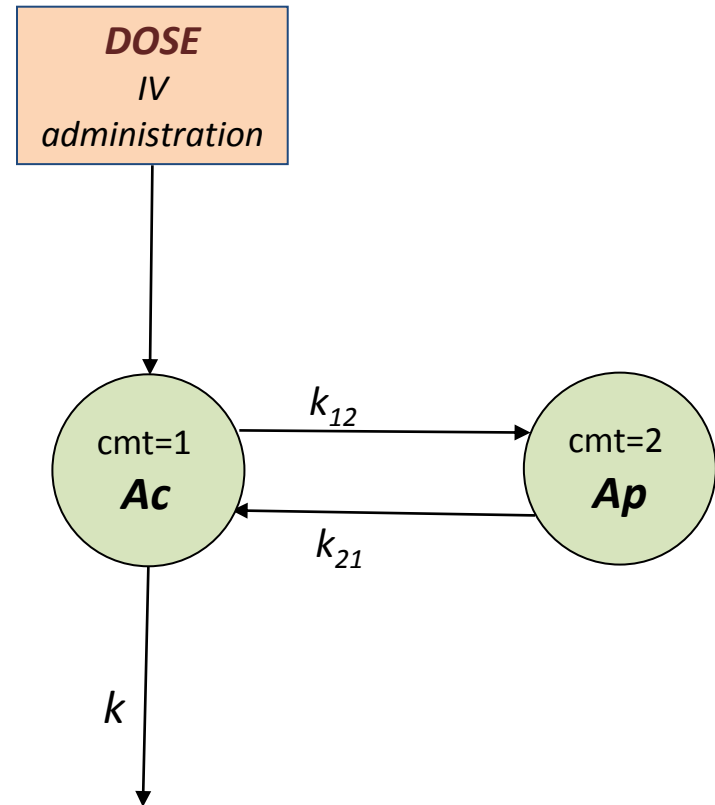 DOSE
IV
administration
k12
cmt=1
Ac
cmt=2
Ap
k21
k